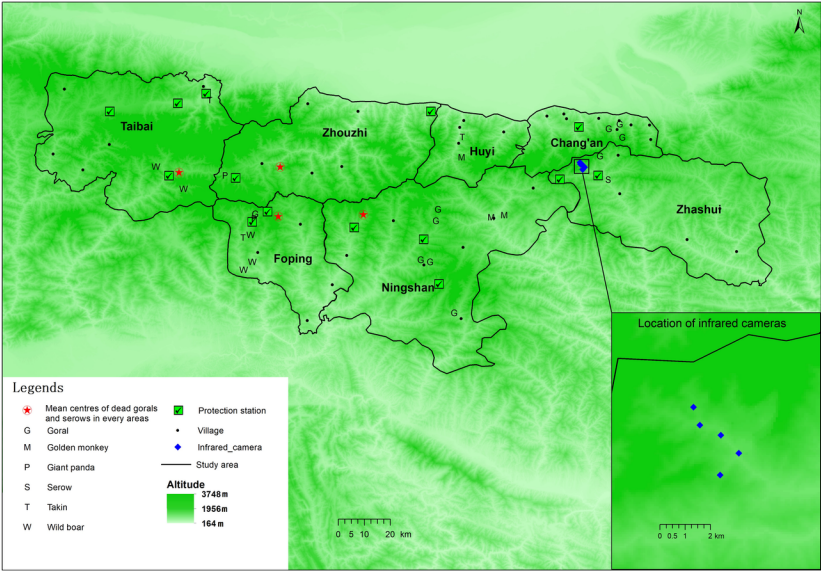 N
T
Taibai
Zhouzhi
Huyi
T
M
Chang'an
G
G
G
G
W
W
P
S
Zhashui
G
W
T
W
W
Foping
G
G
M M
G G
Ningshan
G
Location of infrared cameras
Legends
Mean centres of dead gorals
and serows in every areas
Protection station
G Goral
Village
M Golden monkey
Infrared_camera
P Giant panda
Study area
S Serow
Altitude
T Takin
3748 m
1956 m
164 m
W Wild boar
0 5 10 20 km
0 0.5 1 2 km